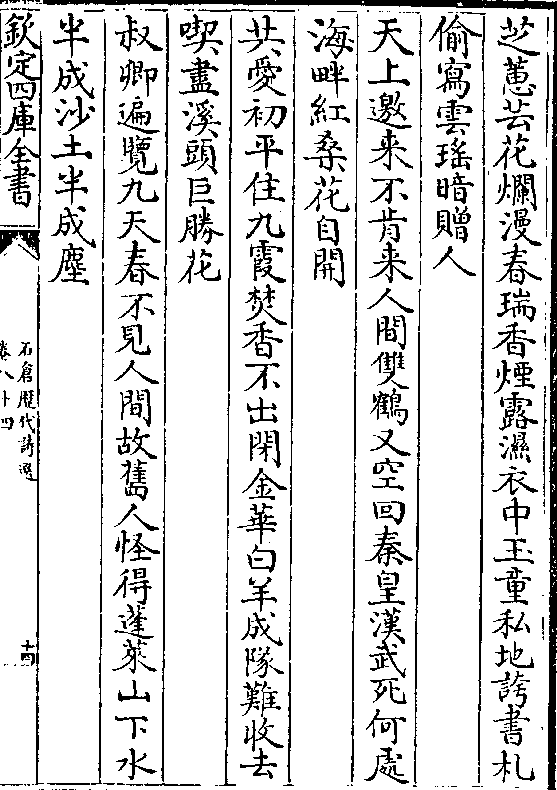 芝蕙芸花爛漫春瑞香煙露濕衣巾玉童私地誇書札
偷寫雲瑤暗贈人
天上邀来不肯来人間雙鶴又空回秦皇漢武死何處
海畔紅桑花自開
共愛初平住九霞焚香不出閉金華白羊成隊難收去
喫盡溪頭巨勝花
叔卿遍覽九天春不見人間故舊人怪得蓬萊山下水
半成沙土半成塵
欽定四庫全書
石倉歷代詩選
卷八十四
十四